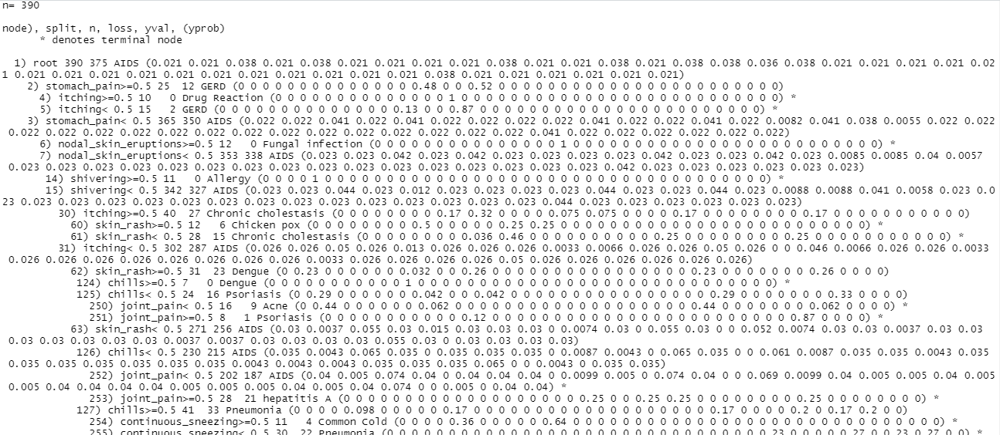 n= 390
node), split, n, loss, yval, (yprob)
* denotes terminal node
1) root 390 375 AIDS (0.021 0.021 0.038 0.021 0.038 0.021 0.021 0.021 0.021 0.021 0.038 0.021 0.021 0.038 0.021 0.038 0.038 0.036 0.038 0.021 0.021 0.021 0.021 0.02
1 0.021 0.021 0.021 0.021 0.021 0.021 0.021 0.021 0.021 0.021 0.021 0.038 0.021 0.021 0.021 0.021 0.021 0.021)
2) stomach_pain>=0.5 25 12 GERD (0 0 0 0 0 0 0 0 0 0 0 0 0 0 0.48 0 0 0.52 0 0 0 0 0 0 0 0 0 0 0 0 0 0 0 0 0 0 0 0 0 0 0)
4) itching>=0.5 10 0 Drug Reaction (0 0 0 0 0 0 0 0 0 0 0 0 0 0 1 0 0 0 0 0 0 0 0 0 0 0 0 0 0 0 0 0 0 0 0 0 0 0 0 0 0) *
5) itching< 0.5 15 2 GERD (0 0 0 0 0 0 0 0 0 0 0 0 0 0 0.13 0 0 0.87 0 0 0 0 0 0 0 0 0 0 0 0 0 0 0 0 0 0 0 0 0 0 0) *
3) stomach_pain< 0.5 365 350 AIDS (0.022 0.022 0.041 0.022 0.041 0.022 0.022 0.022 0.022 0.022 0.041 0.022 0.022 0.041 0.022 0.0082 0.041 0.038 0.0055 0.022 0.022
0.022 0.022 0.022 0.022 0.022 0.022 0.022 0.022 0.022 0.022 0.022 0.022 0.022 0.041 0.022 0.022 0.022 0.022 0.022 0.022)
6) nodal_skin_eruptions>=0.5 12 0 Fungal infection (0 0 0 0 0 0 0 0 0 0 0 0 0 0 0 1 0 0 0 0 0 0 0 0 0 0 0 0 0 0 0 0 0 0 0 0 0 0 0 0 0) *
7) nodal_skin_eruptions< 0.5 353 338 AIDS (0.023 0.023 0.042 0.023 0.042 0.023 0.023 0.023 0.023 0.023 0.042 0.023 0.023 0.042 0.023 0.0085 0.0085 0.04 0.0057
0.023 0.023 0.023 0.023 0.023 0.023 0.023 0.023 0.023 0.023 0.023 0.023 0.023 0.023 0.023 0.042 0.023 0.023 0.023 0.023 0.023 0.023)
14) shivering>=0.5 11 0 Allergy (0 0 0 0 1 0 0 0 0 0 0 0 0 0 0 0 0 0 0 0 0 0 0 0 0 0 0 0 0 0 0 0 0 0 0 0 0 0 0 0 0) *
15) shivering< 0.5 342 327 AIDS (0.023 0.023 0.044 0.023 0.012 0.023 0.023 0.023 0.023 0.023 0.044 0.023 0.023 0.044 0.023 0.0088 0.0088 0.041 0.0058 0.023 0.0
23 0.023 0.023 0.023 0.023 0.023 0.023 0.023 0.023 0.023 0.023 0.023 0.023 0.023 0.044 0.023 0.023 0.023 0.023 0.023 0.023)
30) itching>=0.5 40 27 Chronic cholestasis (0 0 0 0 0 0 0 0 0.17 0.32 0 0 0 0 0.075 0.075 0 0 0 0 0.17 0 0 0 0 0 0 0 0 0.17 0 0 0 0 0 0 0 0 0 0 0)
60) skin_rash>=0.5 12 6 Chicken pox (0 0 0 0 0 0 0 0 0.5 0 0 0 0 0 0.25 0.25 0 0 0 0 0 0 0 0 0 0 0 0 0 0 0 0 0 0 0 0 0 0 0 0 0) *
61) skin_rash< 0.5 28 15 Chronic cholestasis (0 0 0 0 0 0 0 0 0.036 0.46 0 0 0 0 0 0 0 0 0 0 0.25 0 0 0 0 0 0 0 0 0.25 0 0 0 0 0 0 0 0 0 0 0) *
31) itching< 0.5 302 287 AIDS (0.026 0.026 0.05 0.026 0.013 0.026 0.026 0.026 0.0033 0.0066 0.026 0.026 0.05 0.026 0 0 0.046 0.0066 0.026 0.026 0.0033
0.026 0.026 0.026 0.026 0.026 0.026 0.026 0.0033 0.026 0.026 0.026 0.026 0.05 0.026 0.026 0.026 0.026 0.026 0.026)
62) skin_rash>=0.5 31 23 Dengue (0 0.23 0 0 0 0 0 0 0.032 0 0 0.26 0 0 0 0 0 0 0 0 0 0 0 0 0 0 0 0.23 0 0 0 0 0 0 0 0.26 0 0 0 0)
124) chills>=0.5 7 0 Dengue (0 0 0 0 0 0 0 0 0 0 0 1 0 0 0 0 0 0 0 0 0 0 0 0 0 0 0 0 0 0 0 0 0 0 0 0 0 0 0 0 0) *
125) chills< 0.5 24 16 Psoriasis (0 0.29 0 0 0 0 0 0 0.042 0 0 0.042 0 0 0 0 0 0 0 0 0 0 0 0 0 0 0 0.29 0 0 0 0 0 0 0 0.33 0 0 0 0)
250) joint_pain< 0.5 16 9 Acne (0 0.44 0 0 0 0 0 0 0.062 0 0 0 0 0 0 0 0 0 0 0 0 0 0 0 0 0 0 0.44 0 0 0 0 0 0 0 0.062 0 0 0 0) *
251) joint_pain>=0.5 8 1 Psoriasis (0 0 0 0 0 0 0 0 0 0 0 0.12 0 0 0 0 0 0 0 0 0 0 0 0 0 0 0 0 0 0 0 0 0 0 0 0.87 0 0 0 0) *
63) skin_rash< 0.5 271 256 AIDS (0.03 0.0037 0.055 0.03 0.015 0.03 0.03 0.03 0 0.0074 0.03 0 0.055 0.03 0 0 0.052 0.0074 0.03 0.03 0.0037 0.03 0.03
0.03 0.03 0.03 0.03 0.03 0.0037 0.0037 0.03 0.03 0.03 0.03 0.055 0.03 0 0.03 0.03 0.03 0.03)
126) chills< 0.5 230 215 AIDS (0.035 0.0043 0.065 0.035 0 0.035 0.035 0.035 0 0.0087 0.0043 0 0.065 0.035 0 0 0.061 0.0087 0.035 0.035 0.0043 0.035
0.035 0.035 0.035 0.035 0.035 0.035 0.0043 0.0043 0.0043 0.035 0.035 0.035 0.065 0 0 0.0043 0 0.035 0.035)
252) joint_pain< 0.5 202 187 AIDS (0.04 0.005 0.074 0.04 0 0.04 0.04 0.04 0 0.0099 0.005 0 0.074 0.04 0 0 0.069 0.0099 0.04 0.005 0.005 0.04 0.005
0.005 0.04 0.04 0.04 0.04 0.005 0.005 0.005 0.04 0.005 0.04 0.074 0 0 0.005 0 0.04 0.04) *
253) joint_pain>=0.5 28 21 hepatitis A (0 0 0 0 0 0 0 0 0 0 0 0 0 0 0 0 0 0 0 0.25 0 0 0.25 0.25 0 0 0 0 0 0 0 0 0.25 0 0 0 0 0 0 0 0) *
127) chills>=0.5 41 33 Pneumonia (0 0 0 0 0.098 0 0 0 0 0 0.17 0 0 0 0 0 0 0 0 0 0 0 0 0 0 0 0 0 0 0.17 0 0 0 0 0.2 0 0.17 0.2 0 0)
254) continuous_sneezing>=0.5 11 4 Common Cold (0 0 0 0 0.36 0 0 0 0 0 0.64 0 0 0 0 0 0 0 0 0 0 0 0 0 0 0 0 0 0 0 0 0 0 0 0 0 0 0 0 0 0) *
255) continuous_sneezing< 0.5 30 22 Pneumonia (0 0 0 0 0 0 0 0 0 0 0 0 0 0 0 0 0 0 0 0 0 0 0 0 0 0 0 0 0 0.23 0 0 0 0 0.27 0 0 0.23 0 0.27 0 0) *